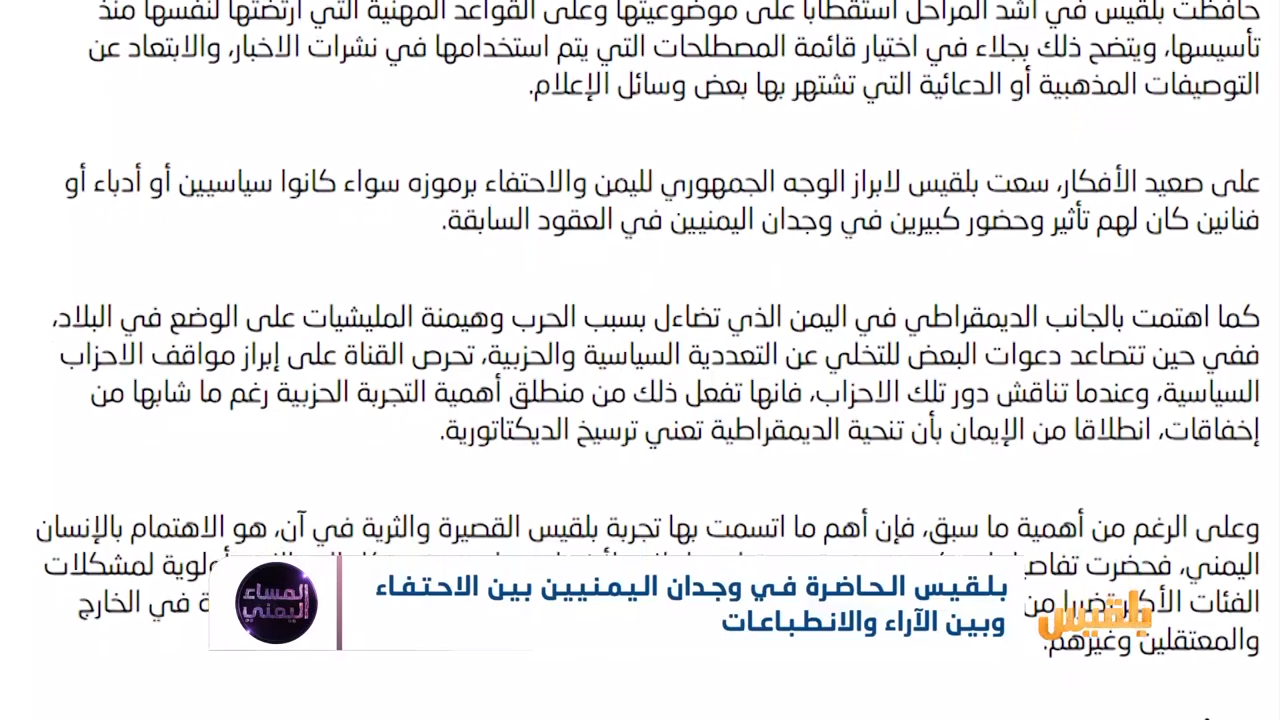 حافظت بلقيس في أشد المراحل استقطابا على موضوعيتها وعلى القواعد المهنية التي ارتضتها لنفسها منذ
تأسيسها، ويتضح ذلك بجلاء في اختيار قائمة المصطلحات التي يتم استخدامها في نشرات الاخبار، والابتعاد عن
التوصيفات المذهبية أو الدعائية التي تشتهر بها بعض وسائل الإعلام.
على صعيد الأفكار، سعت بلقيس لابراز الوجه الجمهوري لليمن والاحتفاء برموزه سواء كانوا سياسيين أو أدباء أو
فنانين كان لهم تأثير وحضور كبيرين في وجدان اليمنيين في العقود السابقة.
كما اهتمت بالجانب الديمقراطي في اليمن الذي تضاءل بسبب الحرب وهيمنة المليشيات على الوضع في البلاد،
ففي حين تتصاعد دعوات البعض للتخلي عن التعددية السياسية والحزبية، تحرص القناة على إبراز مواقف الاحزاب
السياسية، وعندما تناقش دور تلك الاحزاب، فانها تفعل ذلك من منطلق أهمية التجربة الحزبية رغم ما شابها من
إخفاقات، انطلاقا من الإيمان بأن تنحية الديمقراطية تعني ترسيخ الديكتاتورية.
وعلى الرغم من أهمية ما سبق، فإن أهم ما اتسمت بها تجربة بلقيس القصيرة والثرية في آن، هو الاهتمام بالإنسان
اليمني، فحضرت أولوية لمشكلات
الفئات من في الخارج
والمعتقلين وغيرهم.
بلقيس الحاضرة في وجدان اليمنيين بين الاحتفاء
وبين الآراء والانطباعات
المساء
اليمني
بلقيس